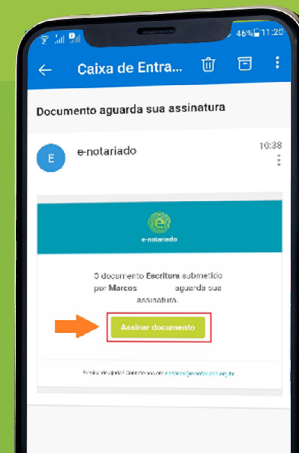 46% 11:20
Caixa de Entra...
Documento aguarda sua assinatura
E
e-notariado
10:38
e-notariado
O documento Escritura submetido
por Marcos aguarda sua
assinatura.
Assinar documento